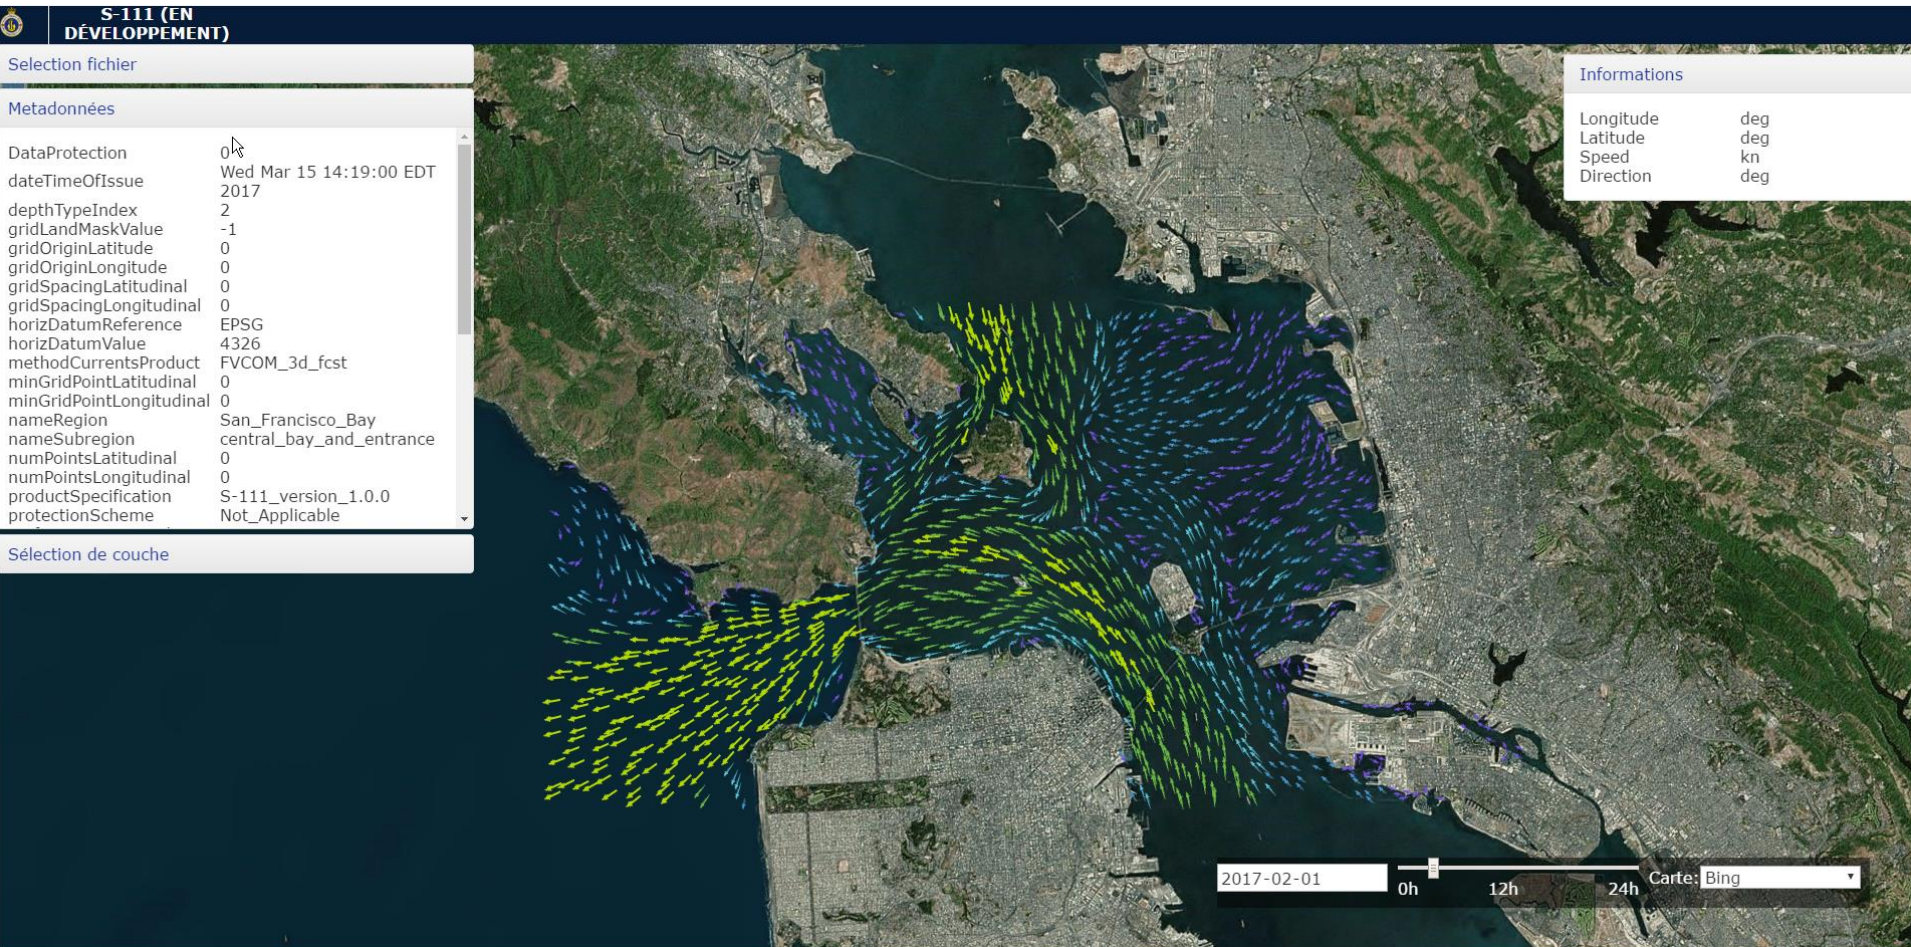 S-111 (EN
DÉVELOPPEMENT)
Selection fichier
Metadonnées
DataProtection 0
dateTimeOfIssue Wed Mar 15 14:19:00 EDT
2017
depthTypeIndex 2
gridLandMaskValue -1
gridOriginLatitude 0
gridOriginLongitude 0
gridSpacingLatitudinal 0
gridSpacingLongitudinal 0
horizDatumReference EPSG
horizDatumValue 4326
methodCurrentsProduct FVCOM_3d_fcst
minGridPointLatitudinal 0
minGridPointLongitudinal 0
nameRegion San_Francisco_Bay
nameSubregion central_bay_and_entrance
numPointsLatitudinal 0
numPointsLongitudinal 0
productSpecification S-111_version_1.0.0
protectionScheme Not_Applicable
Sélection de couche
Informations
Longitude deg
Latitude deg
Speed kn
Direction deg
2017-02-01
0h 12h 24h
Carte: Bing